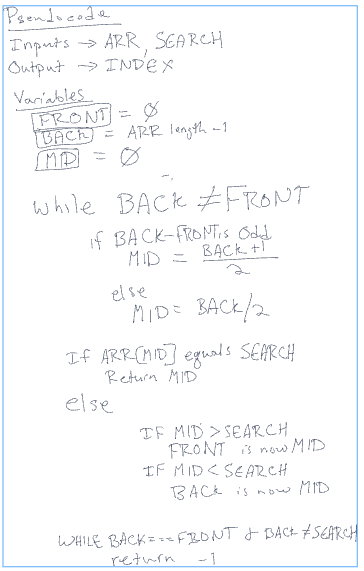 Pseudocode
Inputs → ARR, SEARCH
Output → INDEX
Variables
FRONT = Ø
BACK = ARR length -1
MID = Ø
while BACK ≠ FRONT
if BACK-FRONT is odd
MID = BACK+1
2
else
MID = BACK/2
If ARR[MID] equals SEARCH
Return MID
else
IF MID > SEARCH
FRONT is now MID
IF MID < SEARCH
BACK is now MID
WHILE BACK === FRONT & BACK ≠ SEARCH
return -1